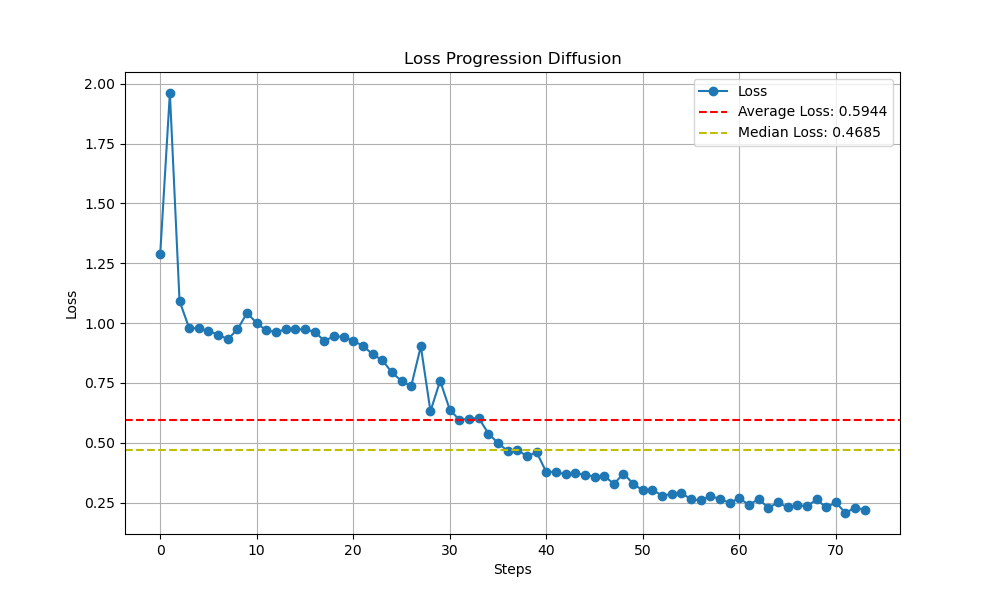 Loss Progression Diffusion
Loss
Average Loss: 0.5944
Median Loss: 0.4685
2.00
1.75
1.50
1.25
1.00
0.75
0.50
0.25
Loss
0 10 20 30 40 50 60 70
Steps